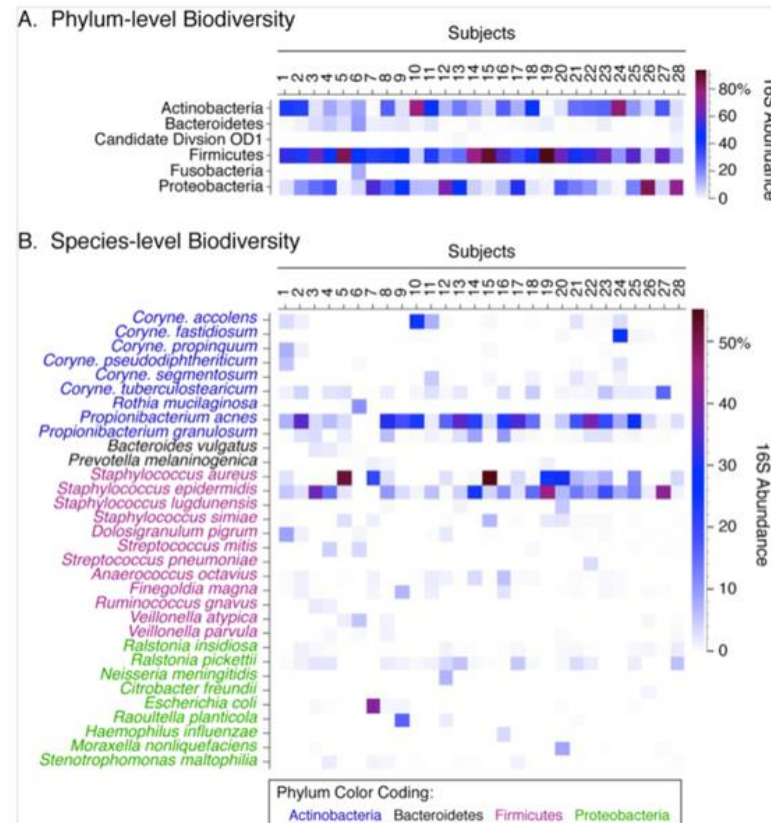 A. Phylum-level Biodiversity
Subjects
1 2 3 4 5 6 7 8 9 10 11 12 13 14 15 16 17 18 19 20 21 22 23 24 25 26 27 28
Actinobacteria
Bacteroidetes
Candidate Divsion OD1
Firmicutes
Fusobacteria
Proteobacteria
80%
60
40
20
0
16S Abundance
B. Species-level Biodiversity
Subjects
1 2 3 4 5 6 7 8 9 10 11 12 13 14 15 16 17 18 19 20 21 22 23 24 25 26 27 28
Coryne. accolens
Coryne. fastidiosum
Coryne. propinquum
Coryne. pseudodiphtheriticum
Coryne. segmentosum
Coryne. tuberculostearicum
Rothia mucilaginosa
Propionibacterium acnes
Propionibacterium granulosum
Bacteroides vulgatus
Prevotella melaninogenica
Staphylococcus aureus
Staphylococcus epidermidis
Staphylococcus lugdunensis
Staphylococcus simiae
Dolosigranulum pigrum
Streptococcus mitis
Streptococcus pneumoniae
Anaerococcus octavius
Finegoldia magna
Ruminococcus gnavus
Veillonella atypica
Veillonella parvula
Ralstonia insidiosa
Ralstonia pickettii
Neisseria meningitidis
Citrobacter freundii
Escherichia coli
Raoultella planticola
Haemophilus influenzae
Moraxella nonliquefaciens
Stenotrophomonas maltophilia
50%
40
30
20
10
0
16S Abundance
Phylum Color Coding:
Actinobacteria Bacteroidetes Firmicutes Proteobacteria